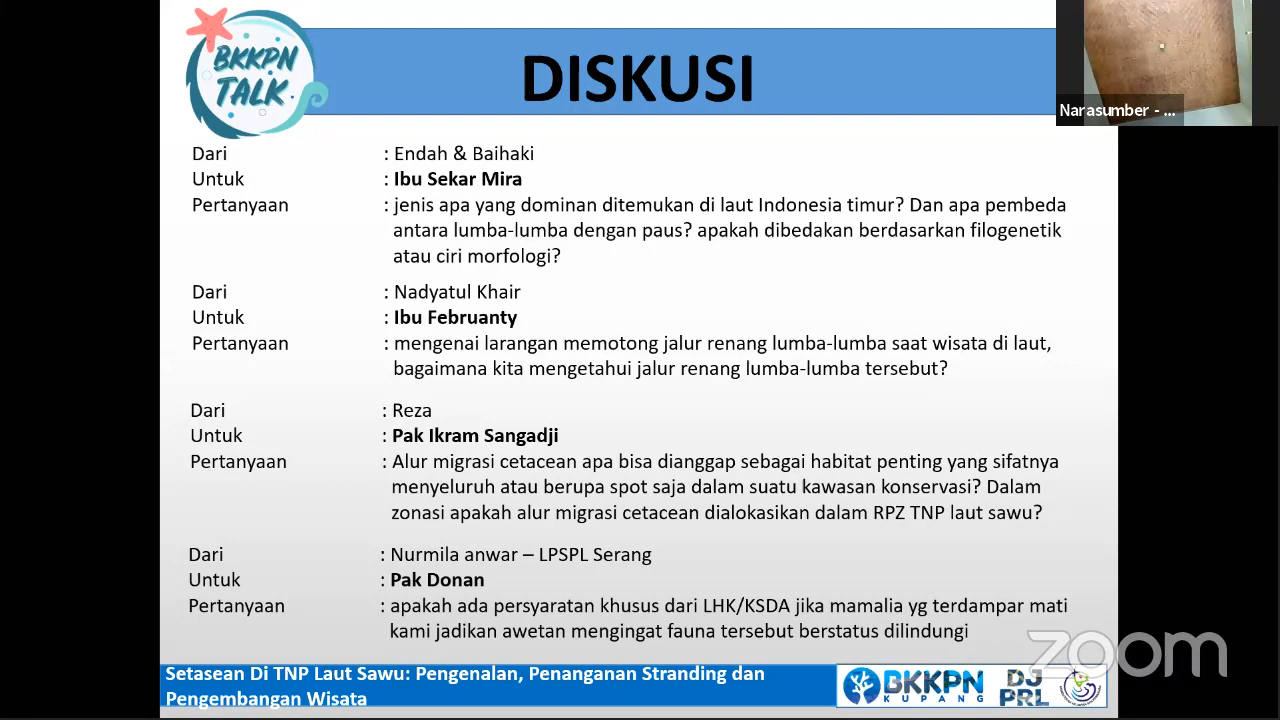 BKKPN
TALK
DISKUSI
Narasumber - ...
Dari : Endah & Baihaki
Untuk : Ibu Sekar Mira
Pertanyaan : jenis apa yang dominan ditemukan di laut Indonesia timur? Dan apa pembeda
antara lumba-lumba dengan paus? apakah dibedakan berdasarkan filogenetik
atau ciri morfologi?
Dari : Nadyatul Khair
Untuk : Ibu Februanty
Pertanyaan : mengenai larangan memotong jalur renang lumba-lumba saat wisata di laut,
bagaimana kita mengetahui jalur renang lumba-lumba tersebut?
Dari : Reza
Untuk : Pak Ikram Sangadji
Pertanyaan : Alur migrasi cetacean apa bisa dianggap sebagai habitat penting yang sifatnya
menyeluruh atau berupa spot saja dalam suatu kawasan konservasi? Dalam
zonasi apakah alur migrasi cetacean dialokasikan dalam RPZ TNP laut sawu?
Dari : Nurmila anwar – LPSPL Serang
Untuk : Pak Donan
Pertanyaan : apakah ada persyaratan khusus dari LHK/KSDA jika mamalia yg terdampar mati
kami jadikan awetan mengingat fauna tersebut berstatus dilindungi
zoom
Setasean Di TNP Laut Sawu: Pengenalan, Penanganan Stranding dan
Pengembangan Wisata
BKKPN
KUPANG
DJ
PRL